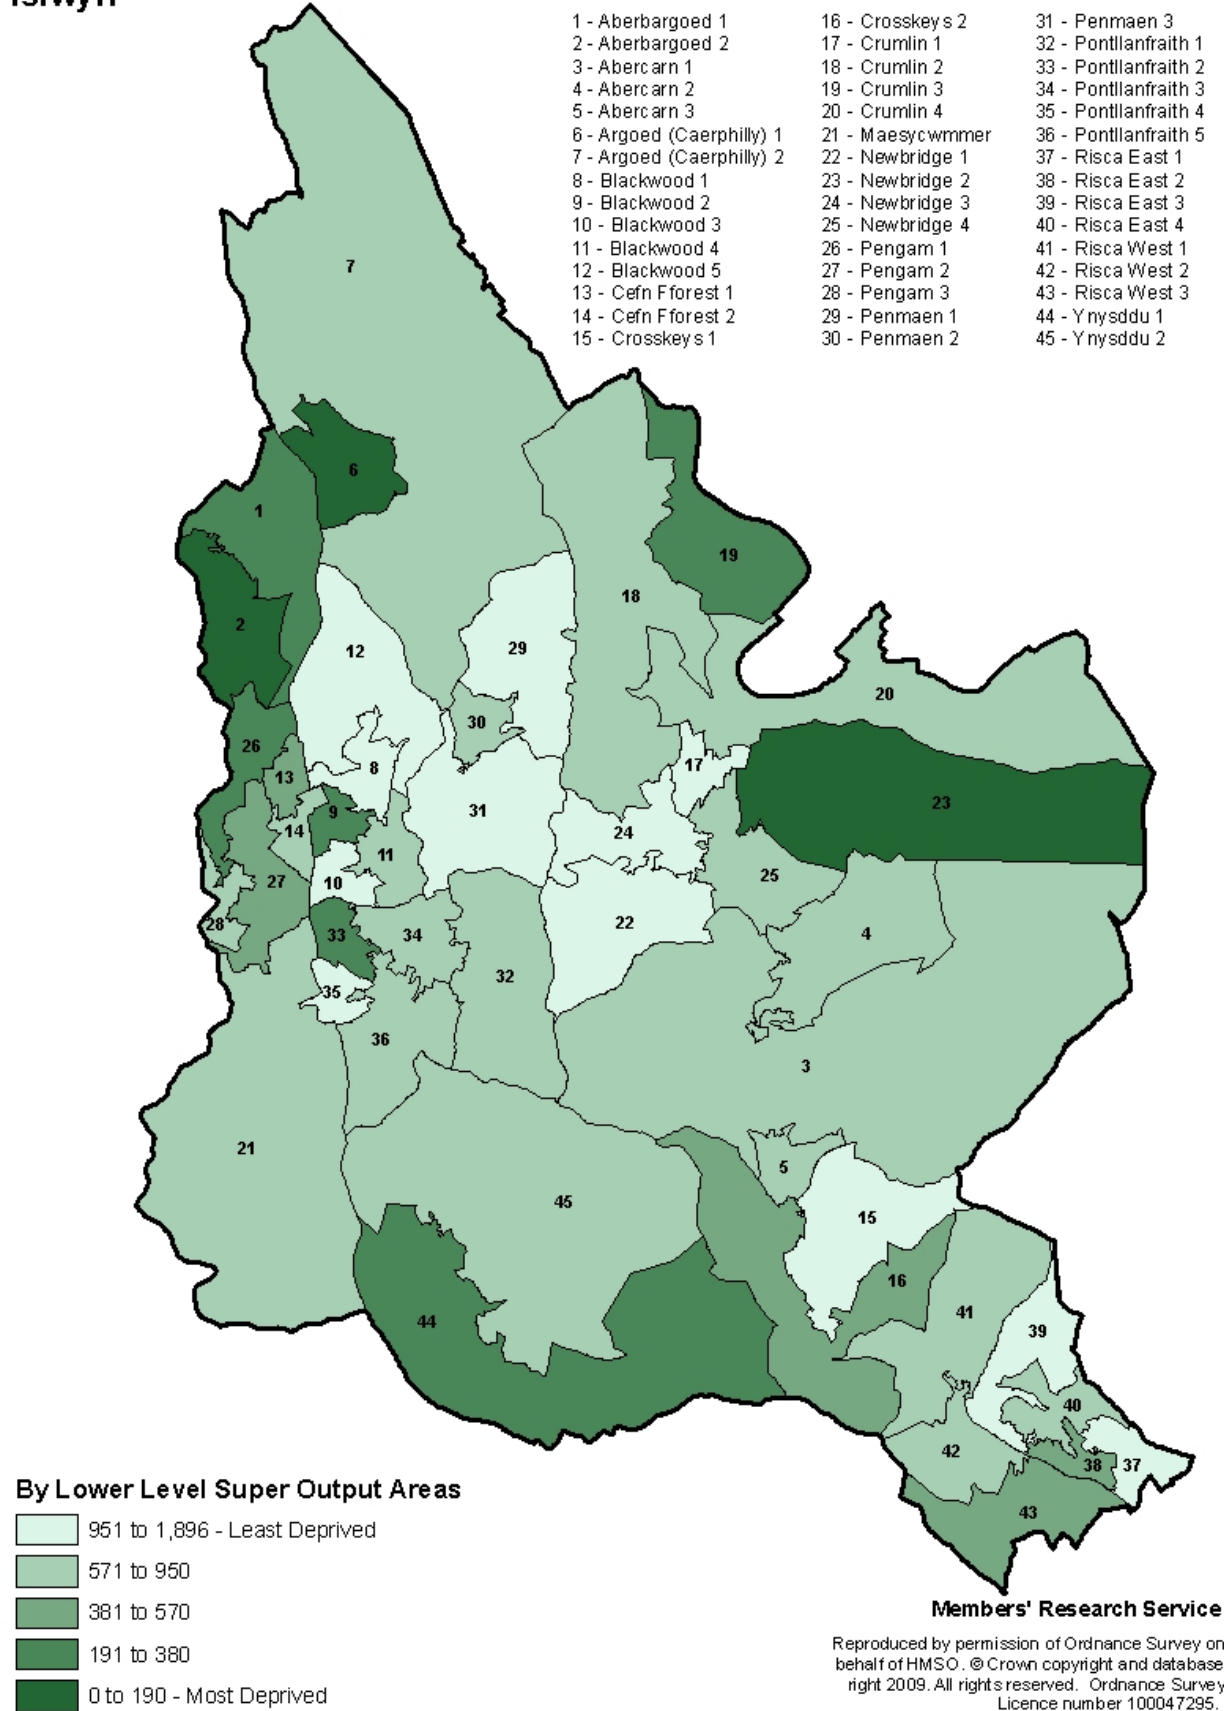 Islwyn
1 - Aberbargoed 1
2 - Aberbargoed 2
3 - Abercarn 1
4 - Abercarn 2
5 - Abercarn 3
6 - Argoed (Caerphilly) 1
7 - Argoed (Caerphilly) 2
8 - Blackwood 1
9 - Blackwood 2
10 - Blackwood 3
11 - Blackwood 4
12 - Blackwood 5
13 - Cefn Fforest 1
14 - Cefn Fforest 2
15 - Crosskeys 1
16 - Crosskeys 2
17 - Crumlin 1
18 - Crumlin 2
19 - Crumlin 3
20 - Crumlin 4
21 - Maesycwmmer
22 - Newbridge 1
23 - Newbridge 2
24 - Newbridge 3
25 - Newbridge 4
26 - Pengam 1
27 - Pengam 2
28 - Pengam 3
29 - Penmaen 1
30 - Penmaen 2
31 - Penmaen 3
32 - Pontllanfraith 1
33 - Pontllanfraith 2
34 - Pontllanfraith 3
35 - Pontllanfraith 4
36 - Pontllanfraith 5
37 - Risca East 1
38 - Risca East 2
39 - Risca East 3
40 - Risca East 4
41 - Risca West 1
42 - Risca West 2
43 - Risca West 3
44 - Ynysddu 1
45 - Ynysddu 2
7
6
1
19
18
2
29
12
20
30
26
17
8
13
23
31
9
14
24
11
25
27
10
22
28
33
34
4
32
35
36
3
21
5
45
15
16
41
44
39
40
42
38
37
43
By Lower Level Super Output Areas
951 to 1,896 - Least Deprived
571 to 950
381 to 570
191 to 380
0 to 190 - Most Deprived
Members' Research Service
Reproduced by permission of Ordnance Survey on
behalf of HMSO. © Crown copyright and database
right 2009. All rights reserved. Ordnance Survey
Licence number 100047295.